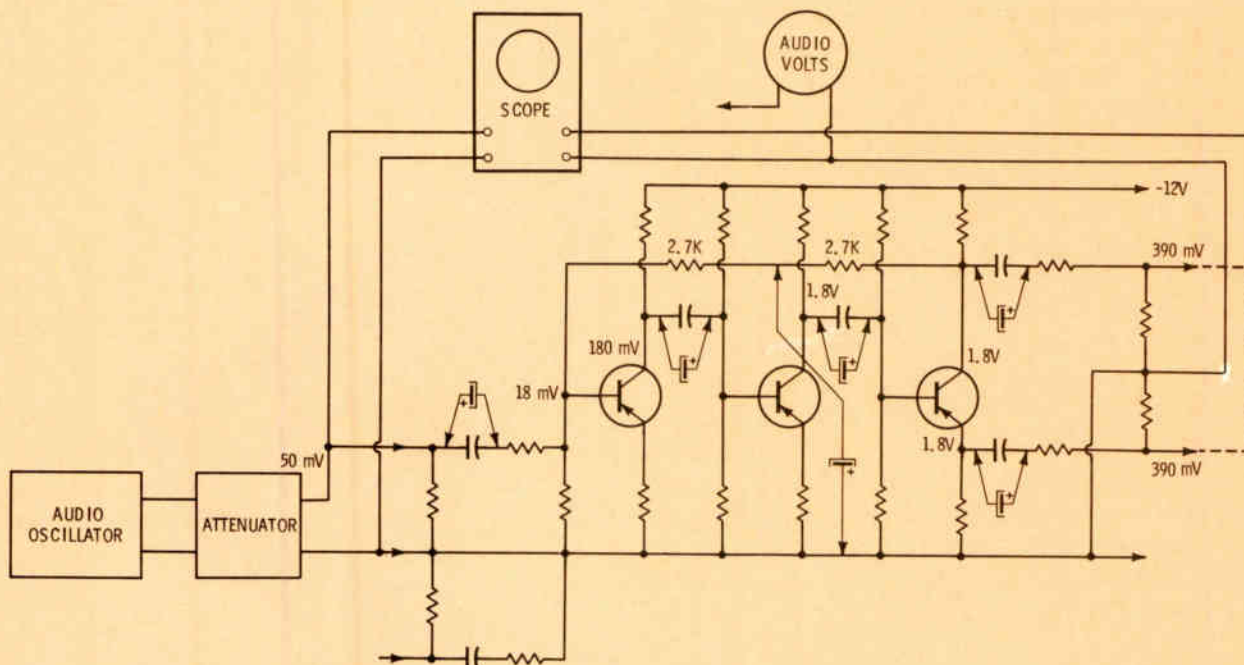 AUDIO
VOLTS
SCOPE
-12V
2.7K
2.7K
390 mV
1.8V
180 mV
1.8V
18 mV
1.8V
50 mV
390 mV
AUDIO
OSCILLATOR
ATTENUATOR
+
+
+
+
+
+